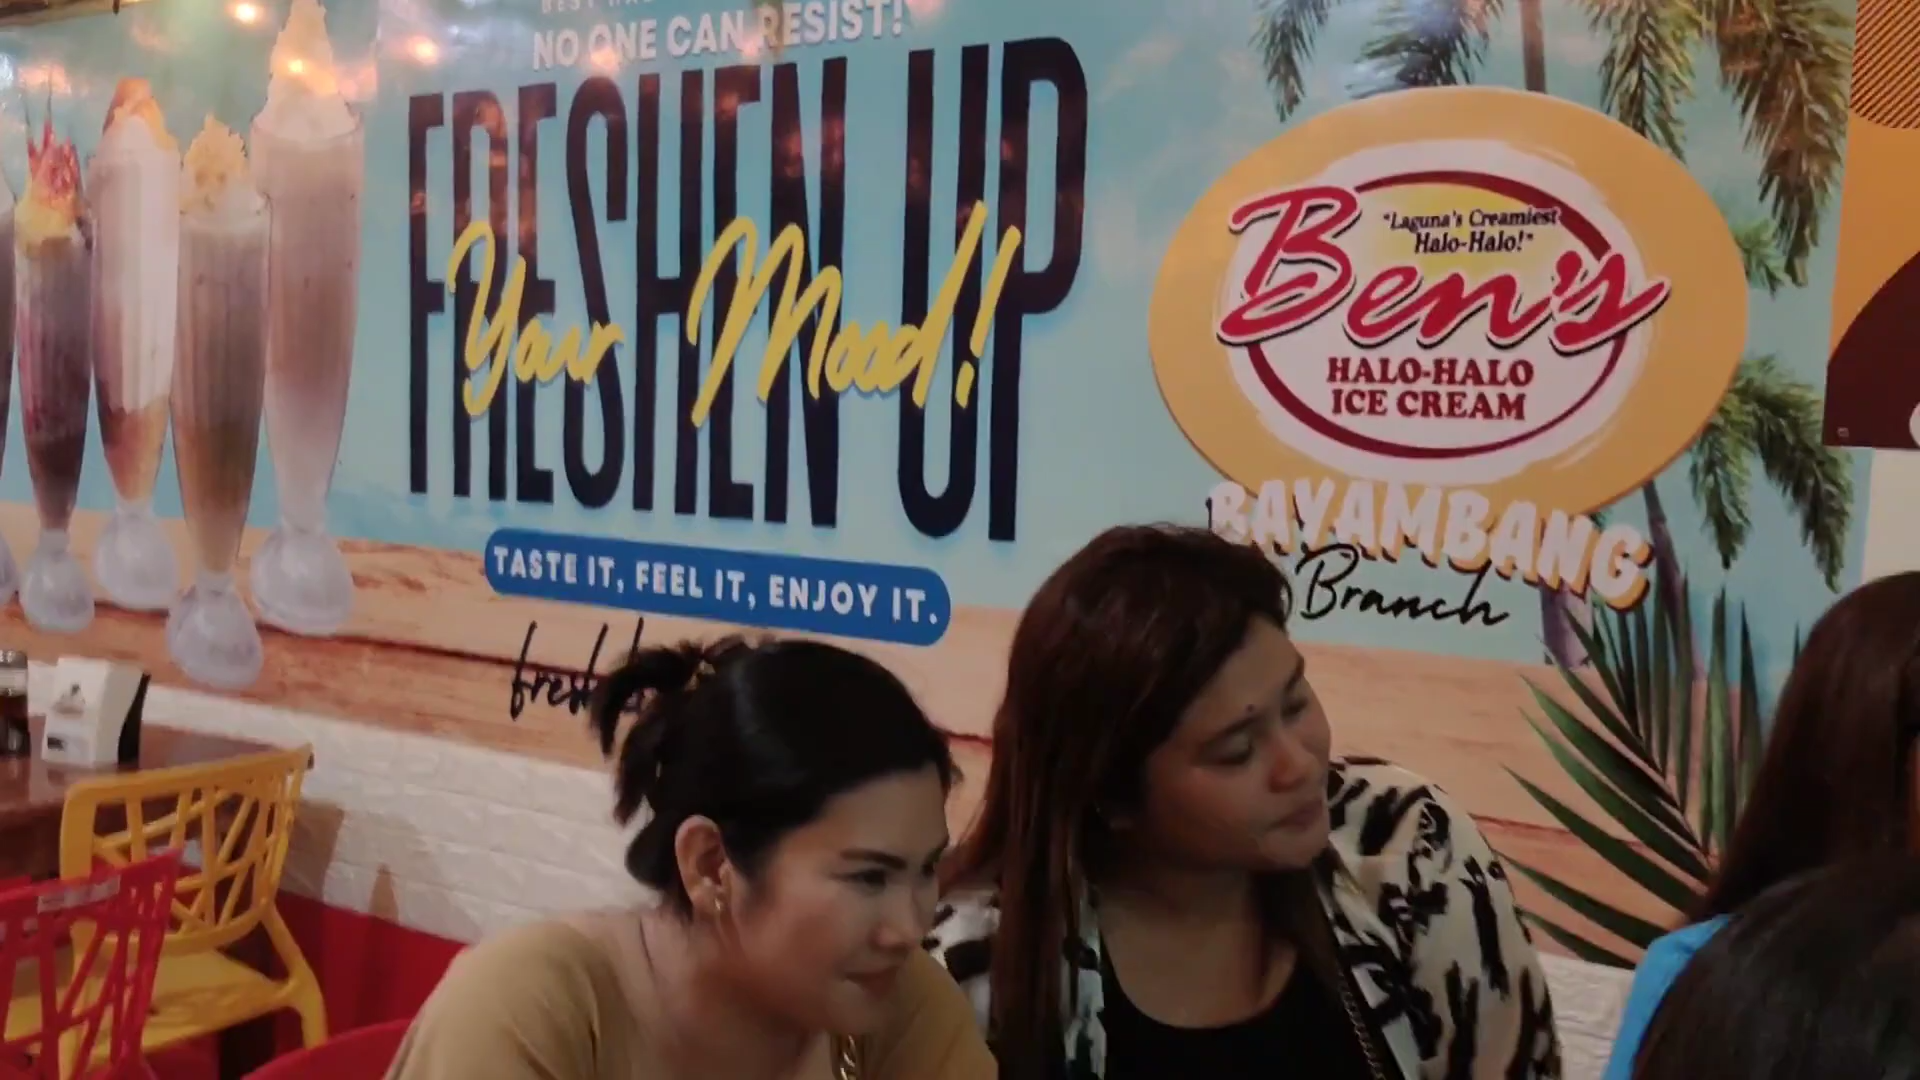 NO ONE CAN RESIST!
FRESHEN UP
Your Mood!
TASTE IT, FEEL IT, ENJOY IT.
"Laguna's Creamiest
Halo-Halo!"
Ben's
HALO-HALO
ICE CREAM
BAYAMBANG
Branch